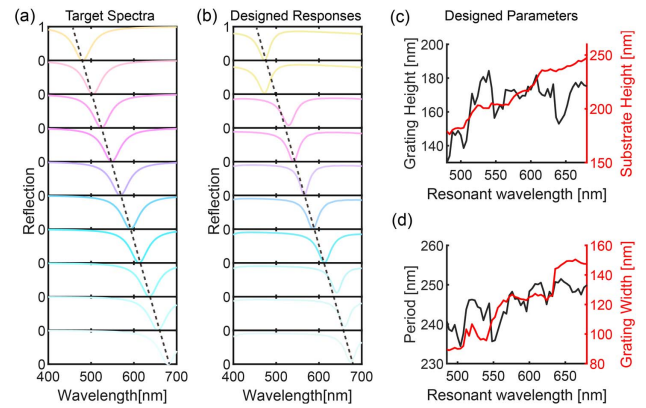 (a) Target Spectra
1
0
0
0
0
0
0
0
0
0
0
Reflection
400 500 600 700
Wavelength[nm]
(b) Designed Responses
1
0
0
0
0
0
0
0
0
0
0
Reflection
400 500 600 700
Wavelength[nm]
(c) Designed Parameters
200
180
160
140
Grating Height [nm]
250
200
150
Substrate Height [nm]
500 550 600 650
Resonant wavelength [nm]
(d)
260
250
240
230
Period [nm]
160
140
120
100
80
Grating Width [nm]
500 550 600 650
Resonant wavelength [nm]